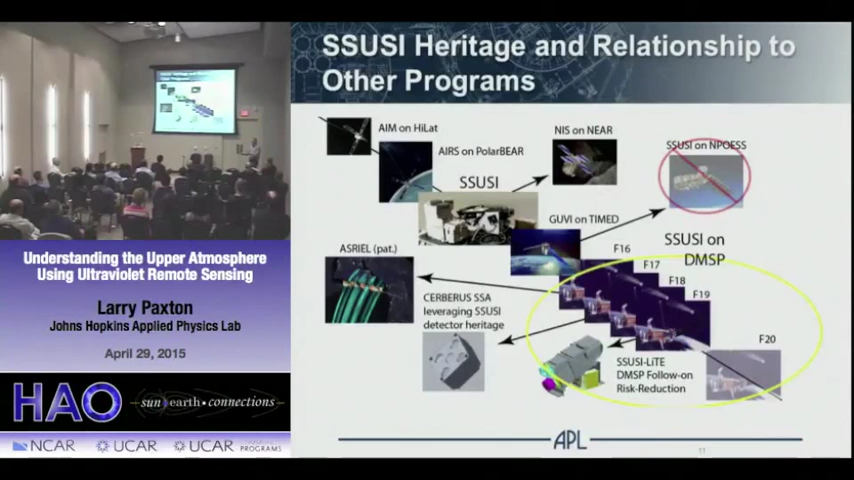 SSUSI Heritage and Relationship to
Other Programs
AIM on HiLat
AIRS on PolarBEAR
SSUSI
NIS on NEAR
SSUSI on NPOESS
GUVI on TIMED
SSUSI on
DMSP
ASRIEL (pat.)
F16
F17
F18
F19
F20
CERBERUS SSA
leveraging SSUSI
detector heritage
SSUSI-LiTE
DMSP Follow-on
Risk-Reduction
APL
11
Understanding the Upper Atmosphere
Using Ultraviolet Remote Sensing
Larry Paxton
Johns Hopkins Applied Physics Lab
April 29, 2015
HAO
sun earth • connections
NCAR
UCAR
UCAR
PROGRAMS